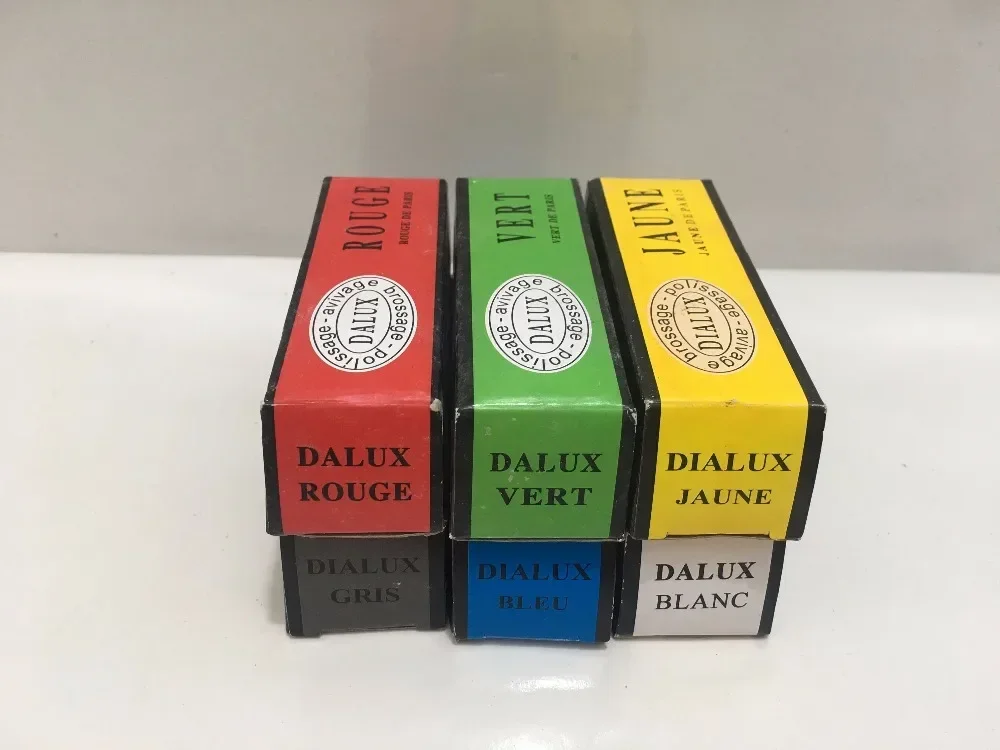 ROUGE
ROUGE DE PARIS
polissage - avivage brossage -
DALUX
DALUX
ROUGE
VERT
VERT DE PARIS
polissage - avivage brossage -
DALUX
DALUX
VERT
JAUNE
JAUNE DE PARIS
brossage - polissage - avivage
DIALUX
DIALUX
JAUNE
DIALUX
GRIS
DIALUX
BLEU
DALUX
BLANC